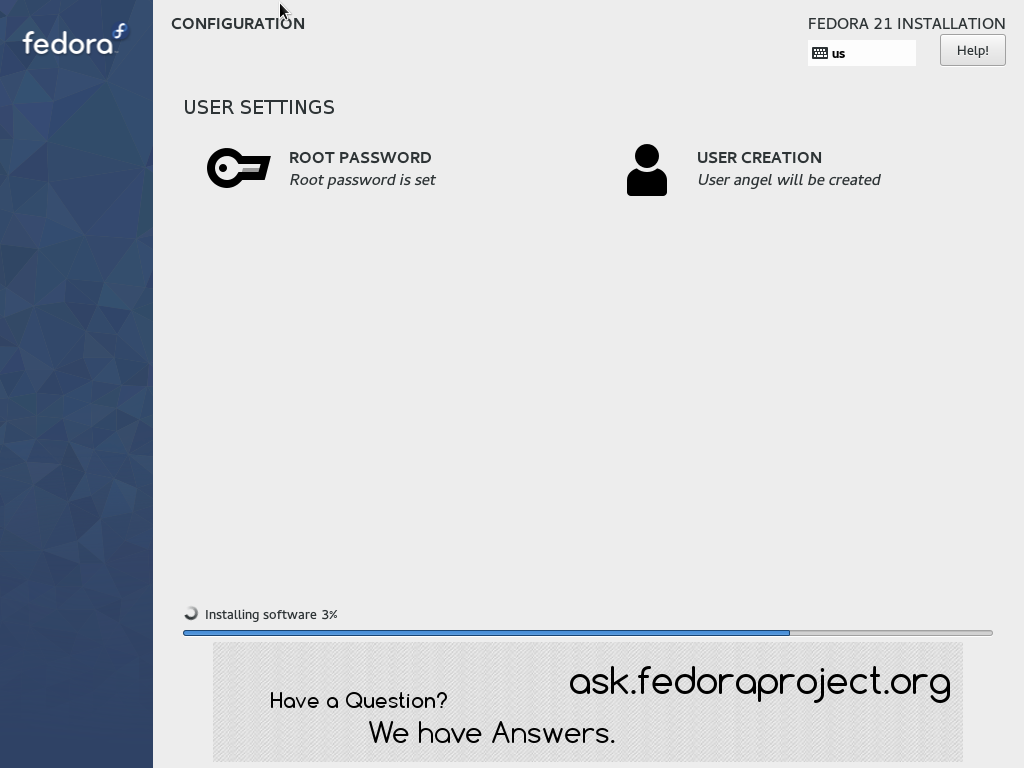 fedora
CONFIGURATION
FEDORA 21 INSTALLATION
us
Help!
USER SETTINGS
ROOT PASSWORD
Root password is set
USER CREATION
User angel will be created
Installing software 3%
ask.fedoraproject.org
Have a Question?
We have Answers.